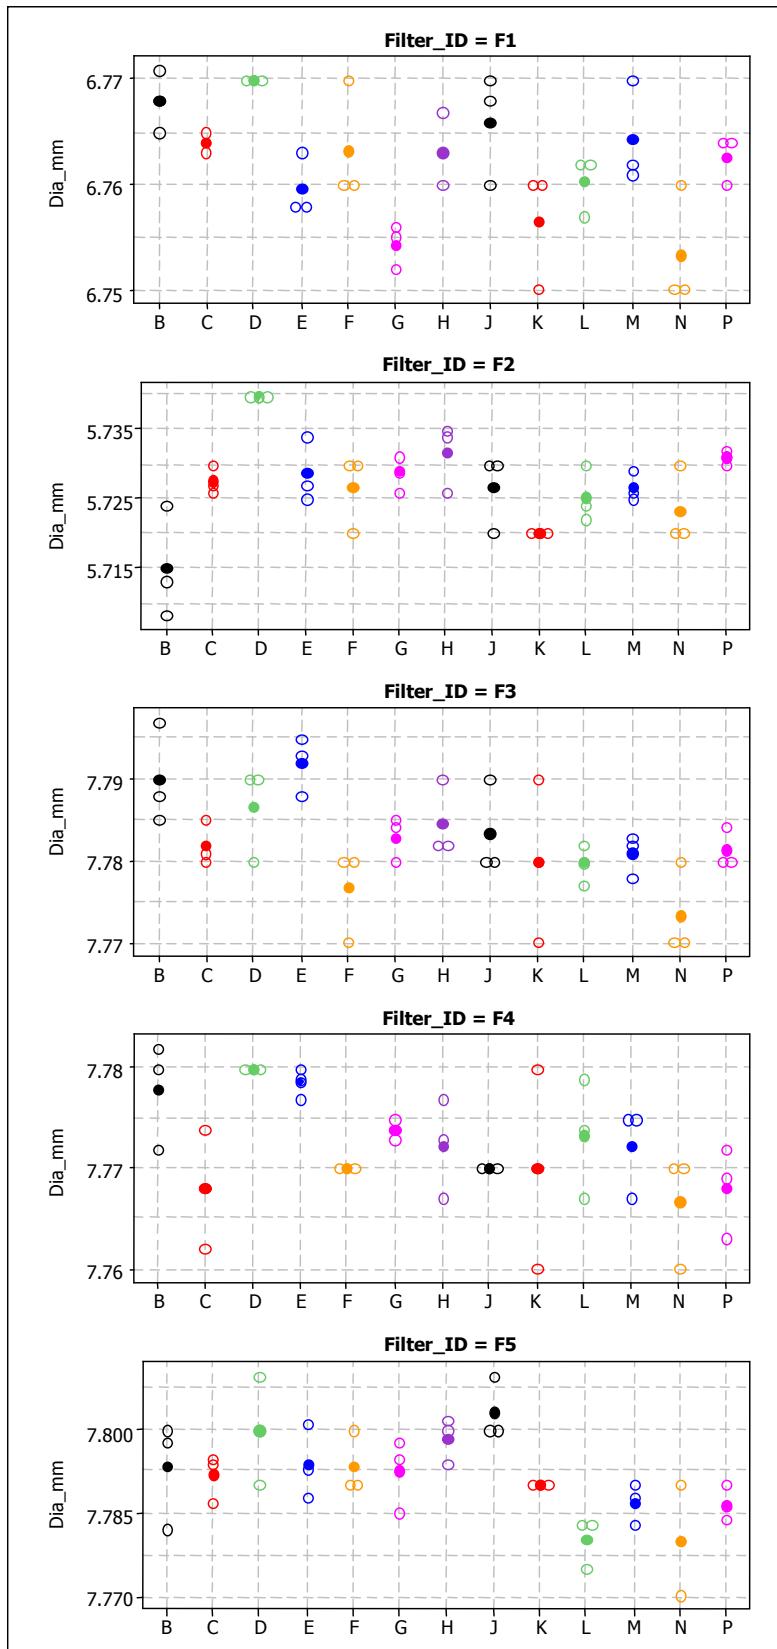 Filter_ID = F1
Dia_mm
6.77
6.76
6.75
B C D E F G H J K L M N P
Filter_ID = F2
Dia_mm
5.735
5.725
5.715
B C D E F G H J K L M N P
Filter_ID = F3
Dia_mm
7.79
7.78
7.77
B C D E F G H J K L M N P
Filter_ID = F4
Dia_mm
7.78
7.77
7.76
B C D E F G H J K L M N P
Filter_ID = F5
Dia_mm
7.800
7.785
7.770
B C D E F G H J K L M N P